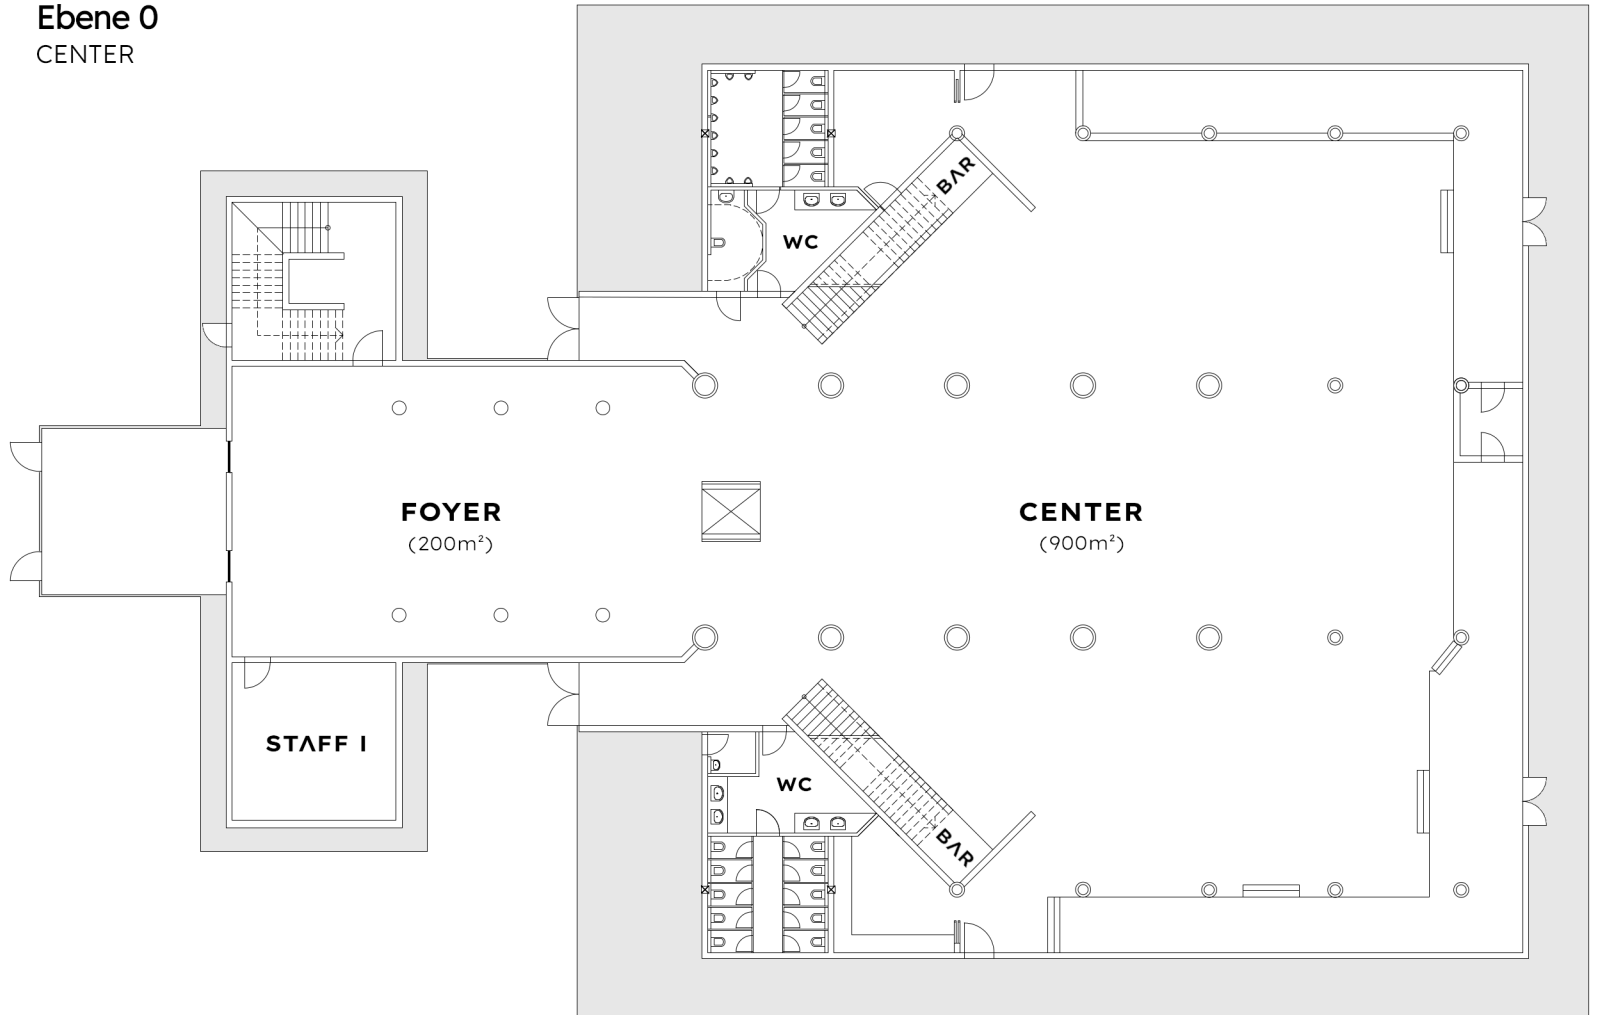 Ebene 0
CENTER
BAR
WC
FOYER
(200m²)
CENTER
(900m²)
STAFF I
WC
BAR